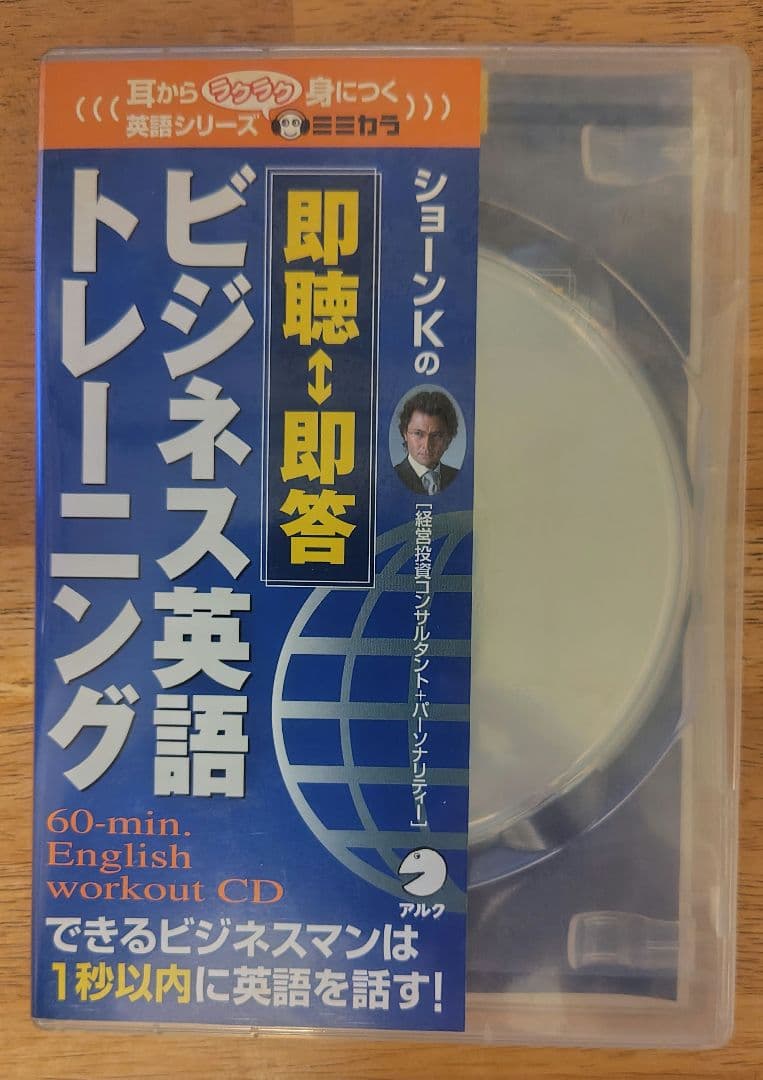 耳から ラクラク 身につく
英語シリーズ ミミカラ
ショーンKの
[経営投資コンサルタント+パーソナリティー]
即聴↕即答
ビジネス英語
トレーニング
60-min.
English
workout CD
アルク
できるビジネスマンは
1秒以内に英語を話す!